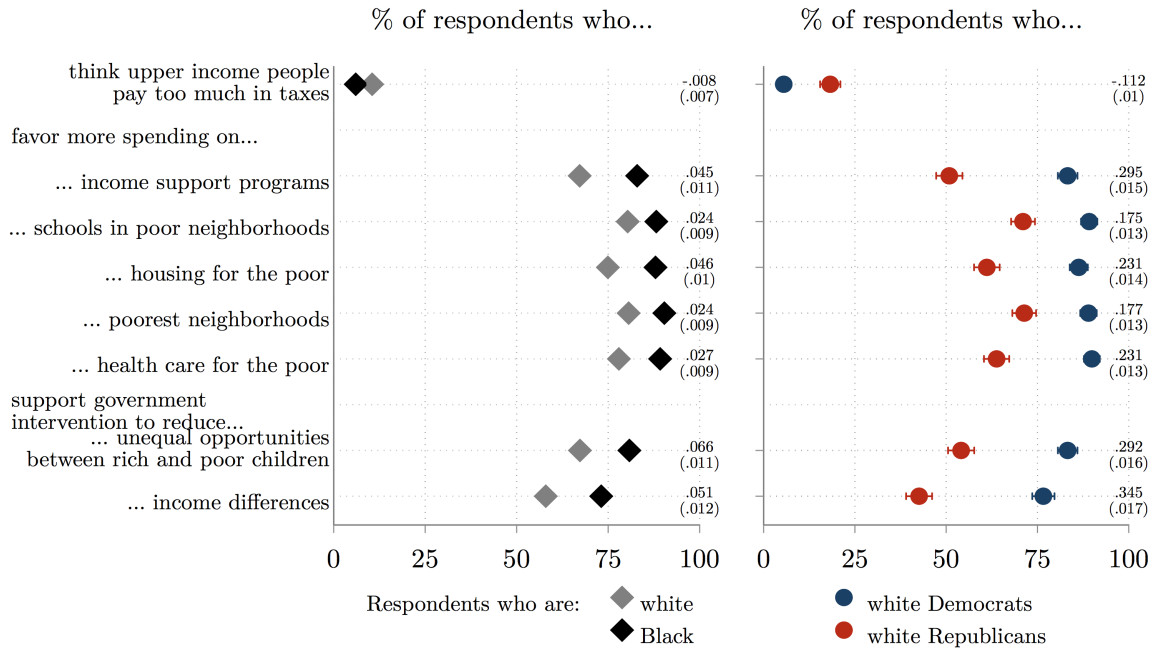 % of respondents who...
% of respondents who...
think upper income people
pay too much in taxes
-.008
(.007)
-.112
(.01)
favor more spending on...
... income support programs
.045
(.011)
.295
(.015)
... schools in poor neighborhoods
.024
(.009)
.175
(.013)
... housing for the poor
.046
(.01)
.231
(.014)
... poorest neighborhoods
.024
(.009)
.177
(.013)
... health care for the poor
.027
(.009)
.231
(.013)
support government
intervention to reduce...
... unequal opportunities
between rich and poor children
.066
(.011)
.292
(.016)
... income differences
.051
(.012)
.345
(.017)
0 25 50 75 100
0 25 50 75 100
Respondents who are:
white
Black
white Democrats
white Republicans